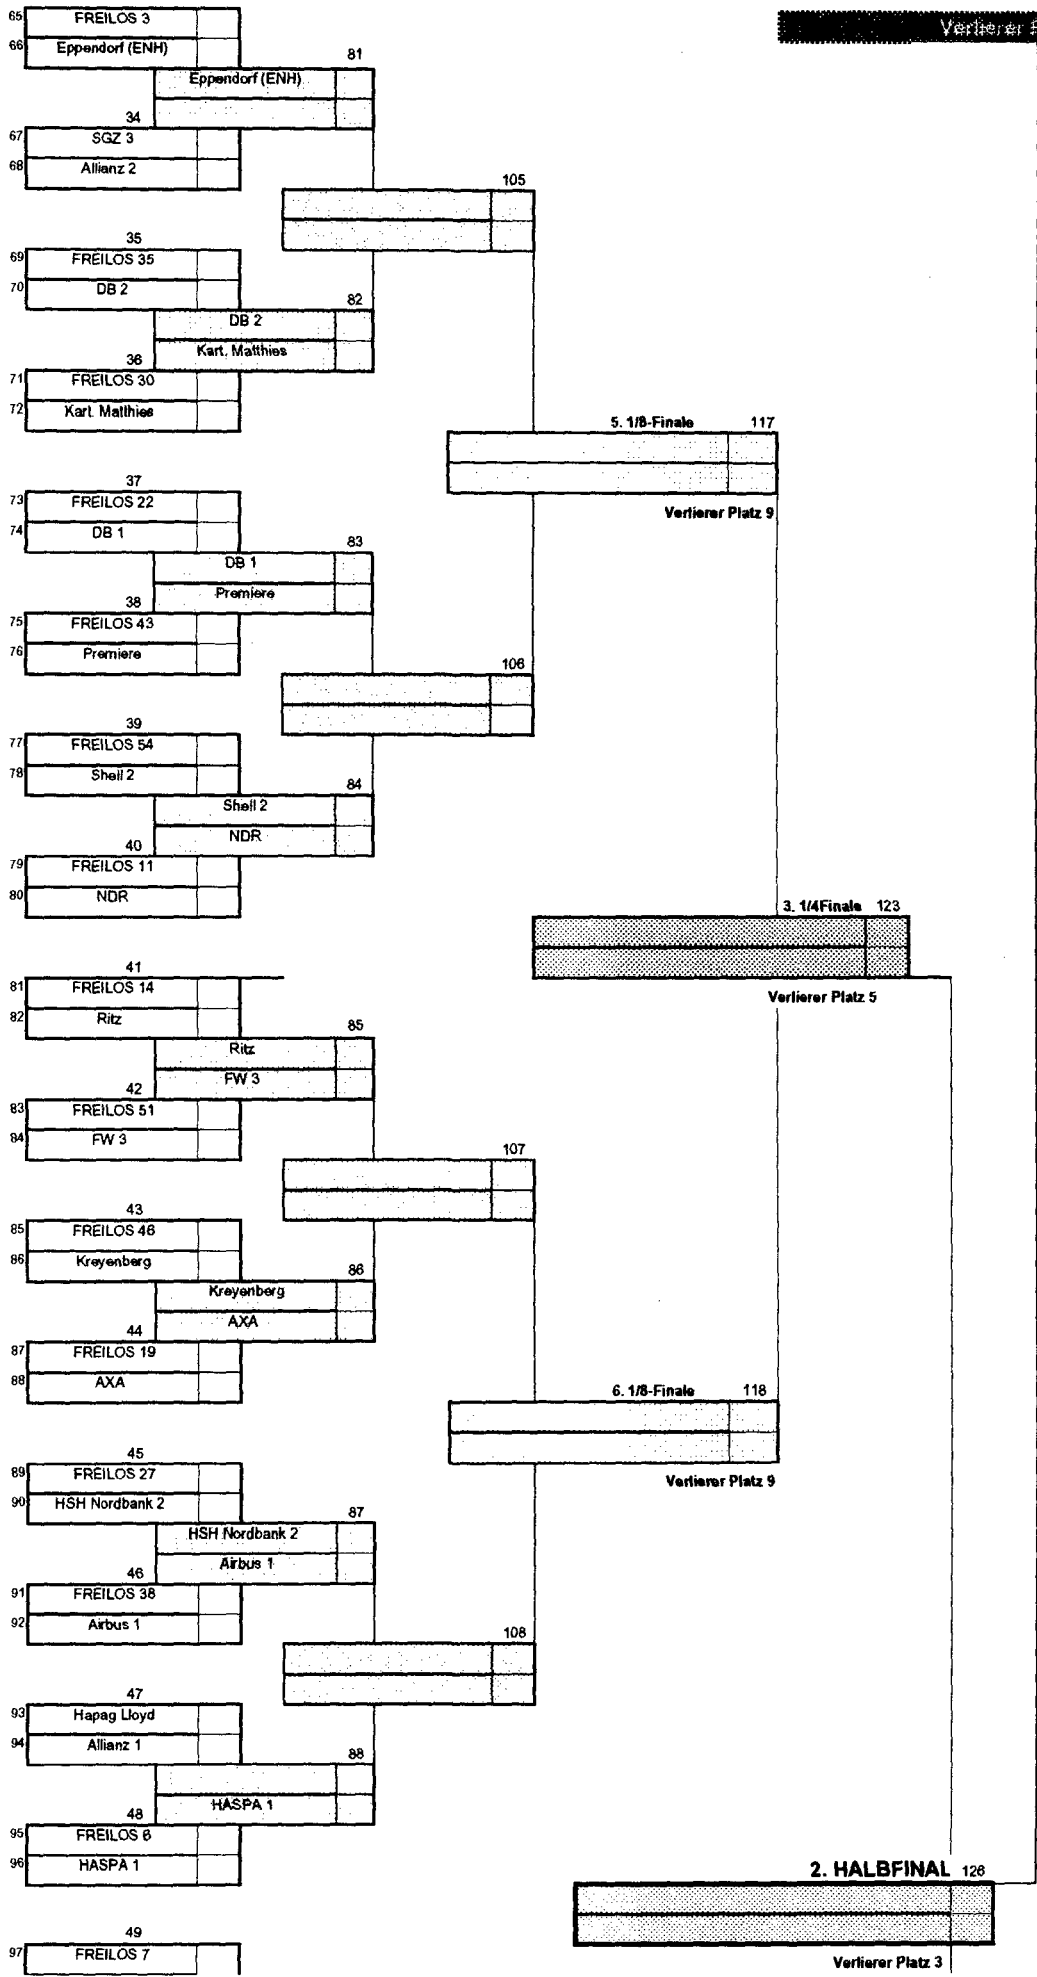 Verlierer
65 FREILOS 3
66 Eppendorf (ENH)
81
Eppendorf (ENH)
34
67 SGZ 3
68 Allianz 2
105
35
69 FREILOS 35
70 DB 2
82
DB 2
Kart. Matthies
36
71 FREILOS 30
72 Kart. Matthies
5. 1/8-Finale 117
Verlierer Platz 9
37
73 FREILOS 22
74 DB 1
83
DB 1
Premiere
38
75 FREILOS 43
76 Premiere
106
39
77 FREILOS 54
78 Shell 2
84
Shell 2
NDR
40
79 FREILOS 11
80 NDR
3. 1/4Finale 123
Verlierer Platz 5
41
81 FREILOS 14
82 Ritz
85
Ritz
FW 3
42
83 FREILOS 51
84 FW 3
107
43
85 FREILOS 46
86 Kreyenberg
86
Kreyenberg
AXA
44
87 FREILOS 19
88 AXA
6. 1/8-Finale 118
Verlierer Platz 9
45
89 FREILOS 27
90 HSH Nordbank 2
87
HSH Nordbank 2
Airbus 1
46
91 FREILOS 38
92 Airbus 1
108
47
93 Hapag Lloyd
94 Allianz 1
88
HASPA 1
48
95 FREILOS 6
96 HASPA 1
2. HALBFINAL 126
Verlierer Platz 3
49
97 FREILOS 7